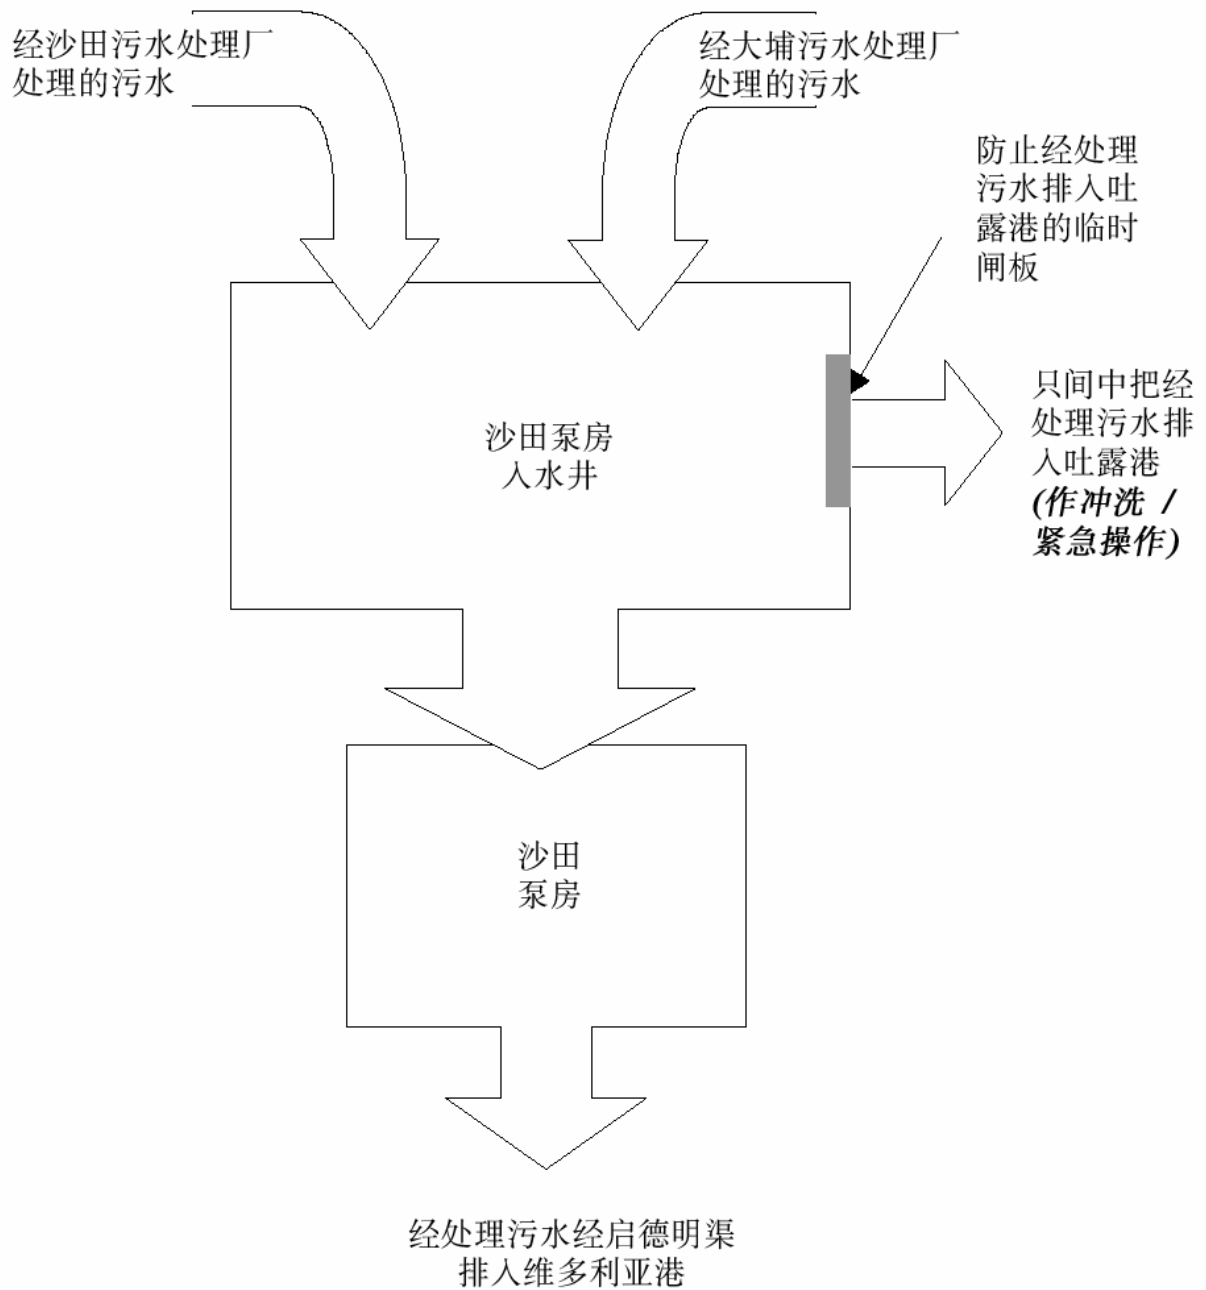 经沙田污水处理厂
处理的污水
经大埔污水处理厂
处理的污水
防止经处理
污水排入吐
露港的临时
闸板
只间中把经
处理污水排
入吐露港
(作冲洗 /
紧急操作)
沙田泵房
入水井
沙田
泵房
经处理污水经启德明渠
排入维多利亚港